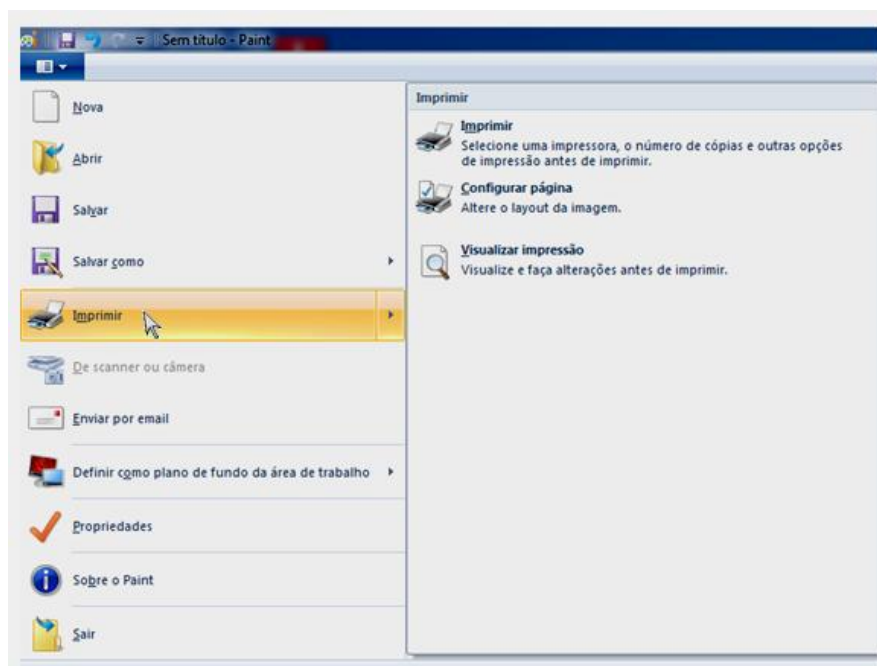 Sem título - Paint
Nova
Abrir
Salvar
Salvar como
Imprimir
De scanner ou câmera
Enviar por email
Definir como plano de fundo da área de trabalho
Propriedades
Sobre o Paint
Sair
Imprimir
Imprimir
Selecione uma impressora, o número de cópias e outras opções
de impressão antes de imprimir.
Configurar página
Altere o layout da imagem.
Visualizar impressão
Visualize e faça alterações antes de imprimir.